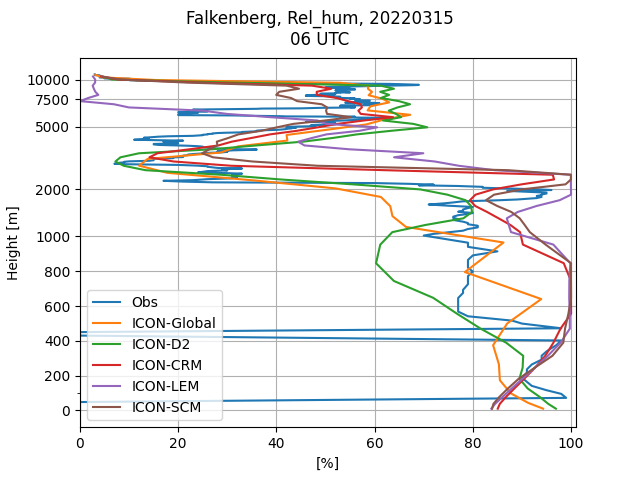 Falkenberg, Rel_hum, 20220315
06 UTC
Height [m]
10000
7500
5000
2000
1000
800
600
400
200
0
Obs
ICON-Global
ICON-D2
ICON-CRM
ICON-LEM
ICON-SCM
0 20 40 60 80 100
[%]